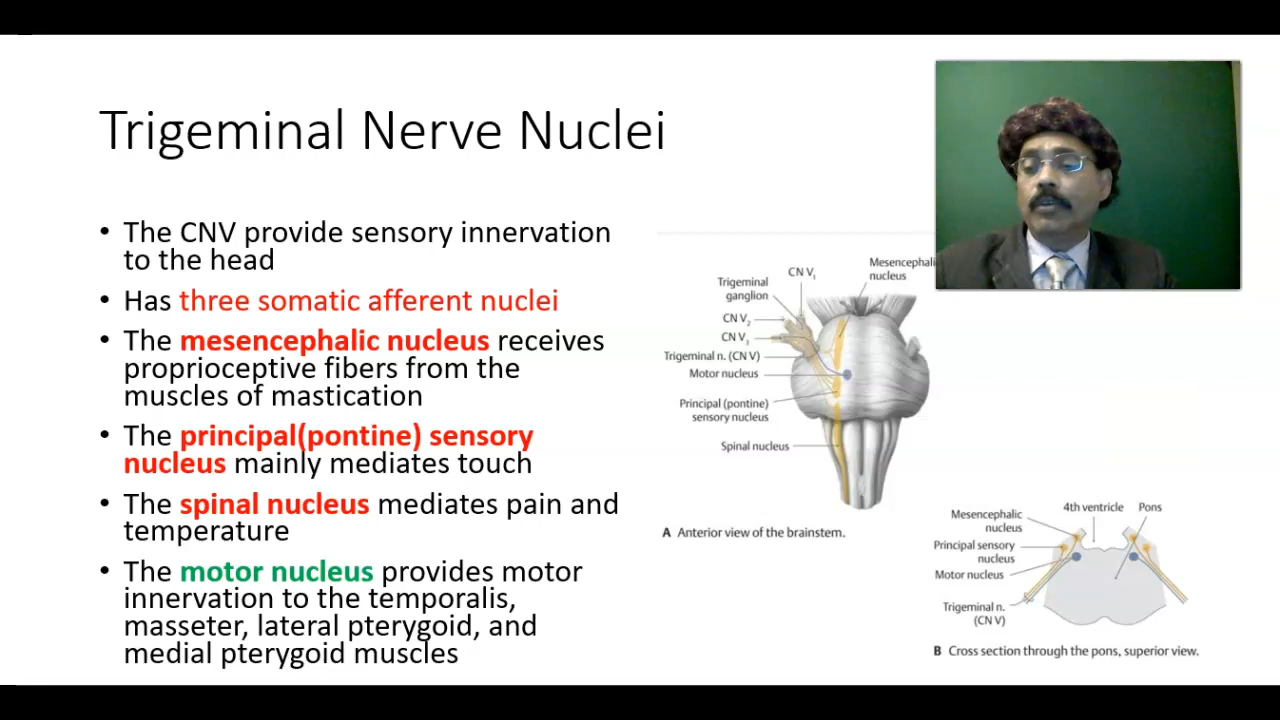 Trigeminal Nerve Nuclei
• The CNV provide sensory innervation
to the head
• Has three somatic afferent nuclei
• The mesencephalic nucleus receives
proprioceptive fibers from the
muscles of mastication
• The principal(pontine) sensory
nucleus mainly mediates touch
• The spinal nucleus mediates pain and
temperature
• The motor nucleus provides motor
innervation to the temporalis,
masseter, lateral pterygoid, and
medial pterygoid muscles
Mesencephali
nucleus
CN V₁
Trigeminal
ganglion
CN V₂
CN V₃
Trigeminal n. (CN V)
Motor nucleus
Principal (pontine)
sensory nucleus
Spinal nucleus
A Anterior view of the brainstem.
4th ventricle
Pons
Mesencephalic
nucleus
Principal sensory
nucleus
Motor nucleus
Trigeminal n.
(CN V)
B Cross section through the pons, superior view.